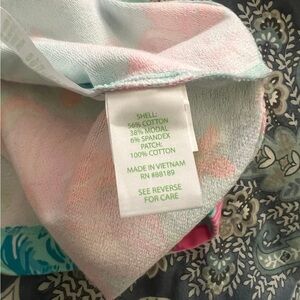 SHELL:
56% COTTON
38% MODAL
6% SPANDEX
PATCH:
100% COTTON
MADE IN VIETNAM
RN #88189
SEE REVERSE
FOR CARE